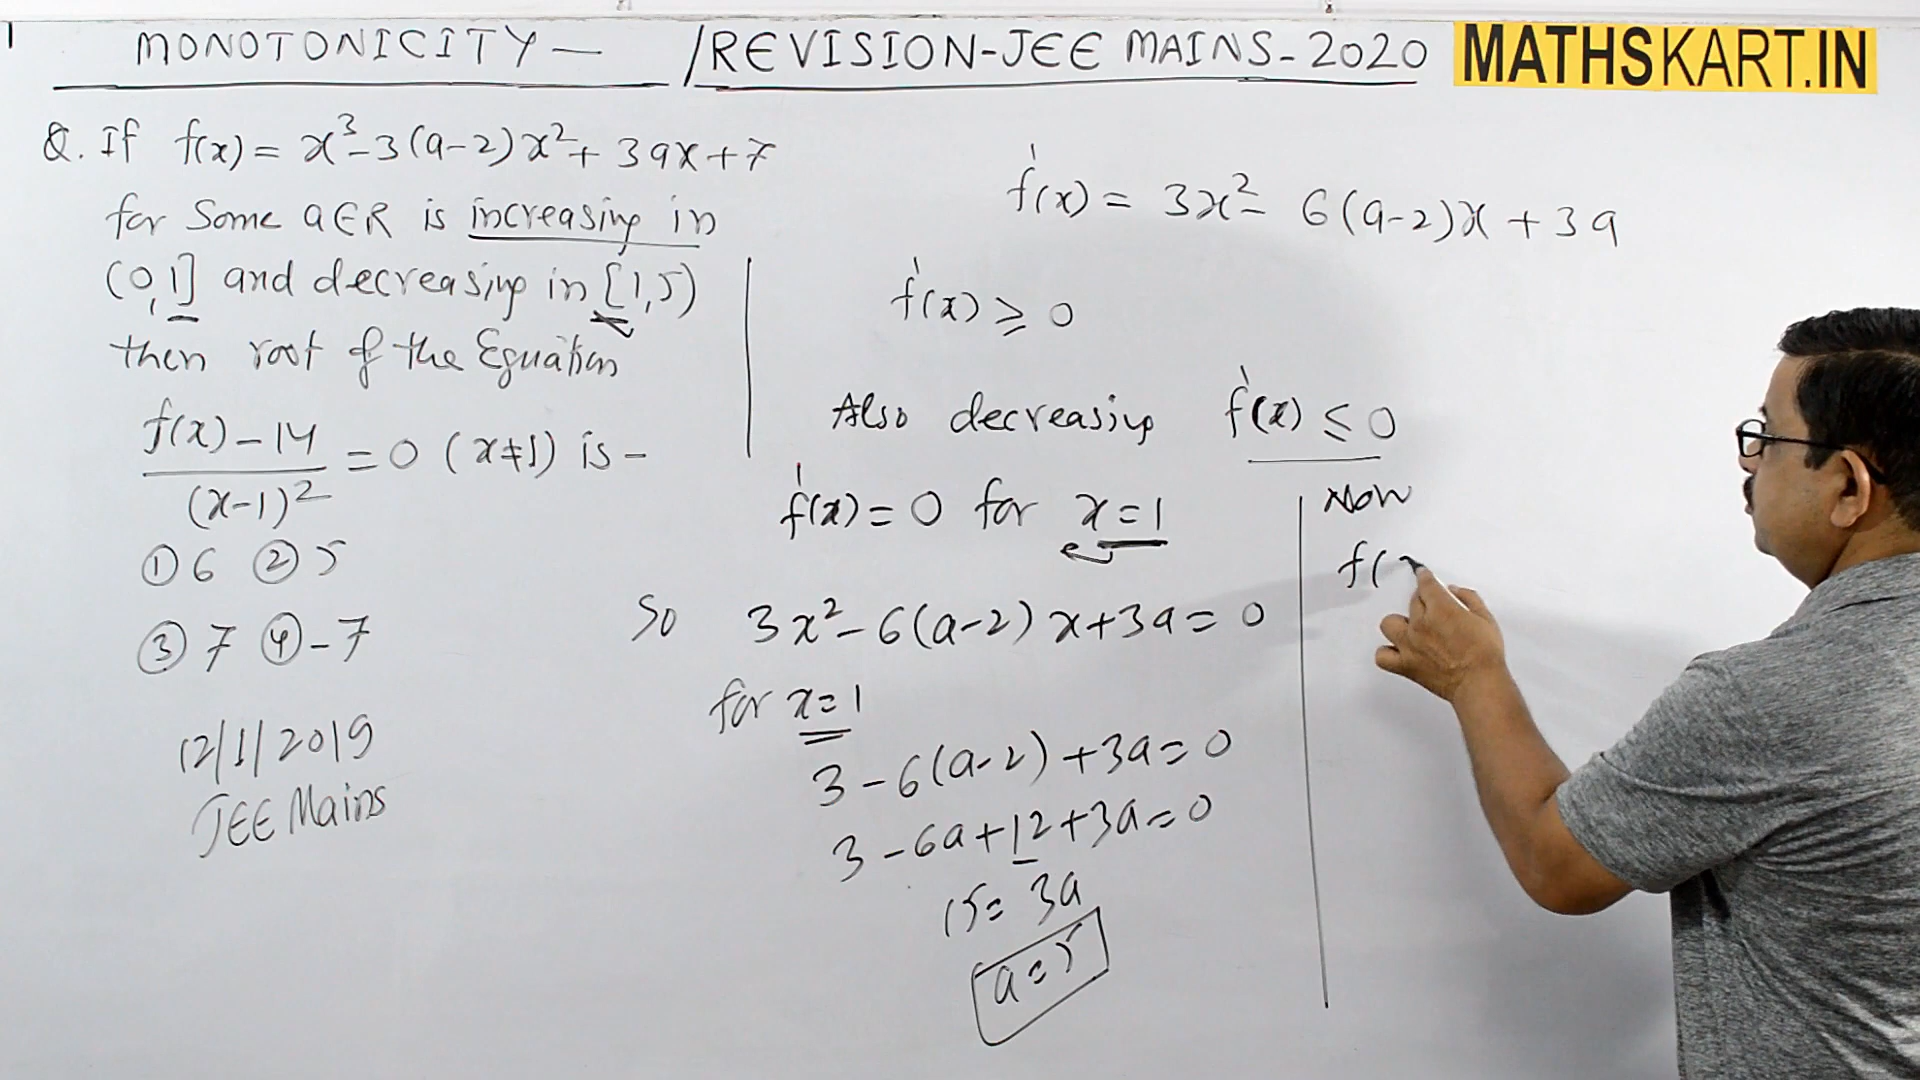 MONOTONICITY — /REVISION-JEE MAINS-2020 MATHSKART.IN
Q. If f(x) = x³-3(a-2)x²+3ax+7
for Some a∈R is increasing in
(0,1] and decreasing in [1,5)
then root of the Equation
f(x)-14
/(x-1)² = 0 (x≠1) is -
① 6 ② 5
③ 7 ④ -7
12/1/2019
JEE Mains
f'(x) = 3x² - 6(a-2)x + 3a
f'(x) ≥ 0
Also decreasing f'(x) ≤ 0
f'(x) = 0 for x=1
So 3x²-6(a-2)x+3a=0
for x=1
3-6(a-2)+3a=0
3-6a+12+3a=0
15=3a
a=5
Now
f(